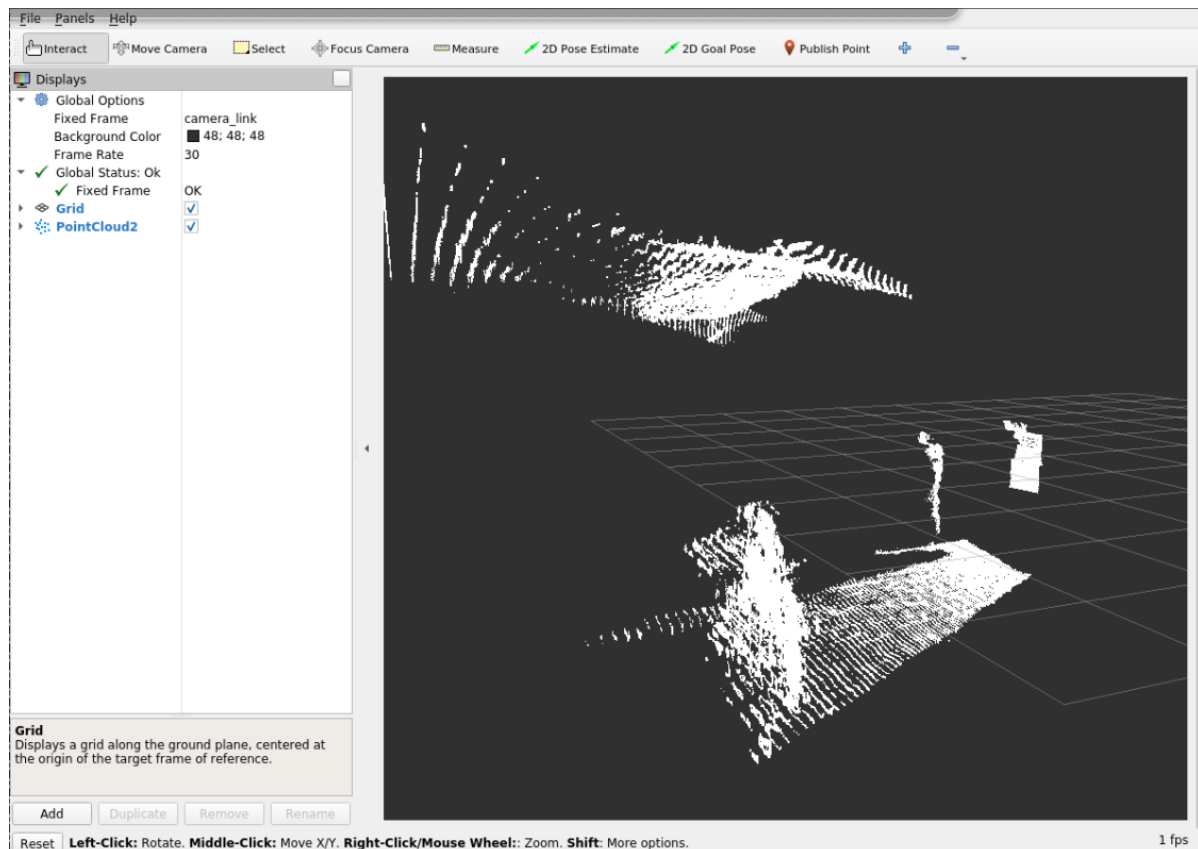 File Panels Help
Interact Move Camera Select Focus Camera Measure 2D Pose Estimate 2D Goal Pose Publish Point
Displays
Global Options
Fixed Frame camera_link
Background Color 48; 48; 48
Frame Rate 30
Global Status: Ok
Fixed Frame OK
Grid
PointCloud2
Grid
Displays a grid along the ground plane, centered at
the origin of the target frame of reference.
Add Duplicate Remove Rename
Reset Left-Click: Rotate. Middle-Click: Move X/Y. Right-Click/Mouse Wheel:: Zoom. Shift: More options. 1 fps